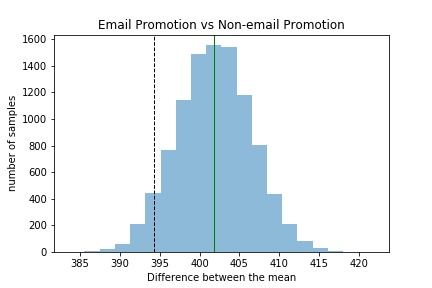 Email Promotion vs Non-email Promotion
1600
1400
1200
1000
800
600
400
200
0
number of samples
385 390 395 400 405 410 415 420
Difference between the mean